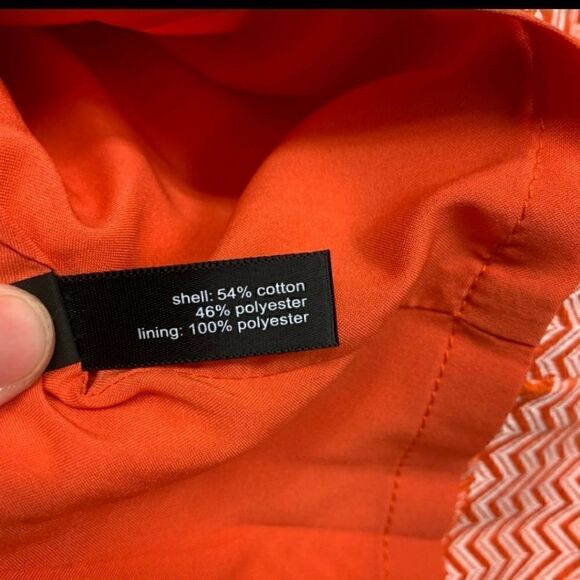 shell: 54% cotton
46% polyester
lining: 100% polyester